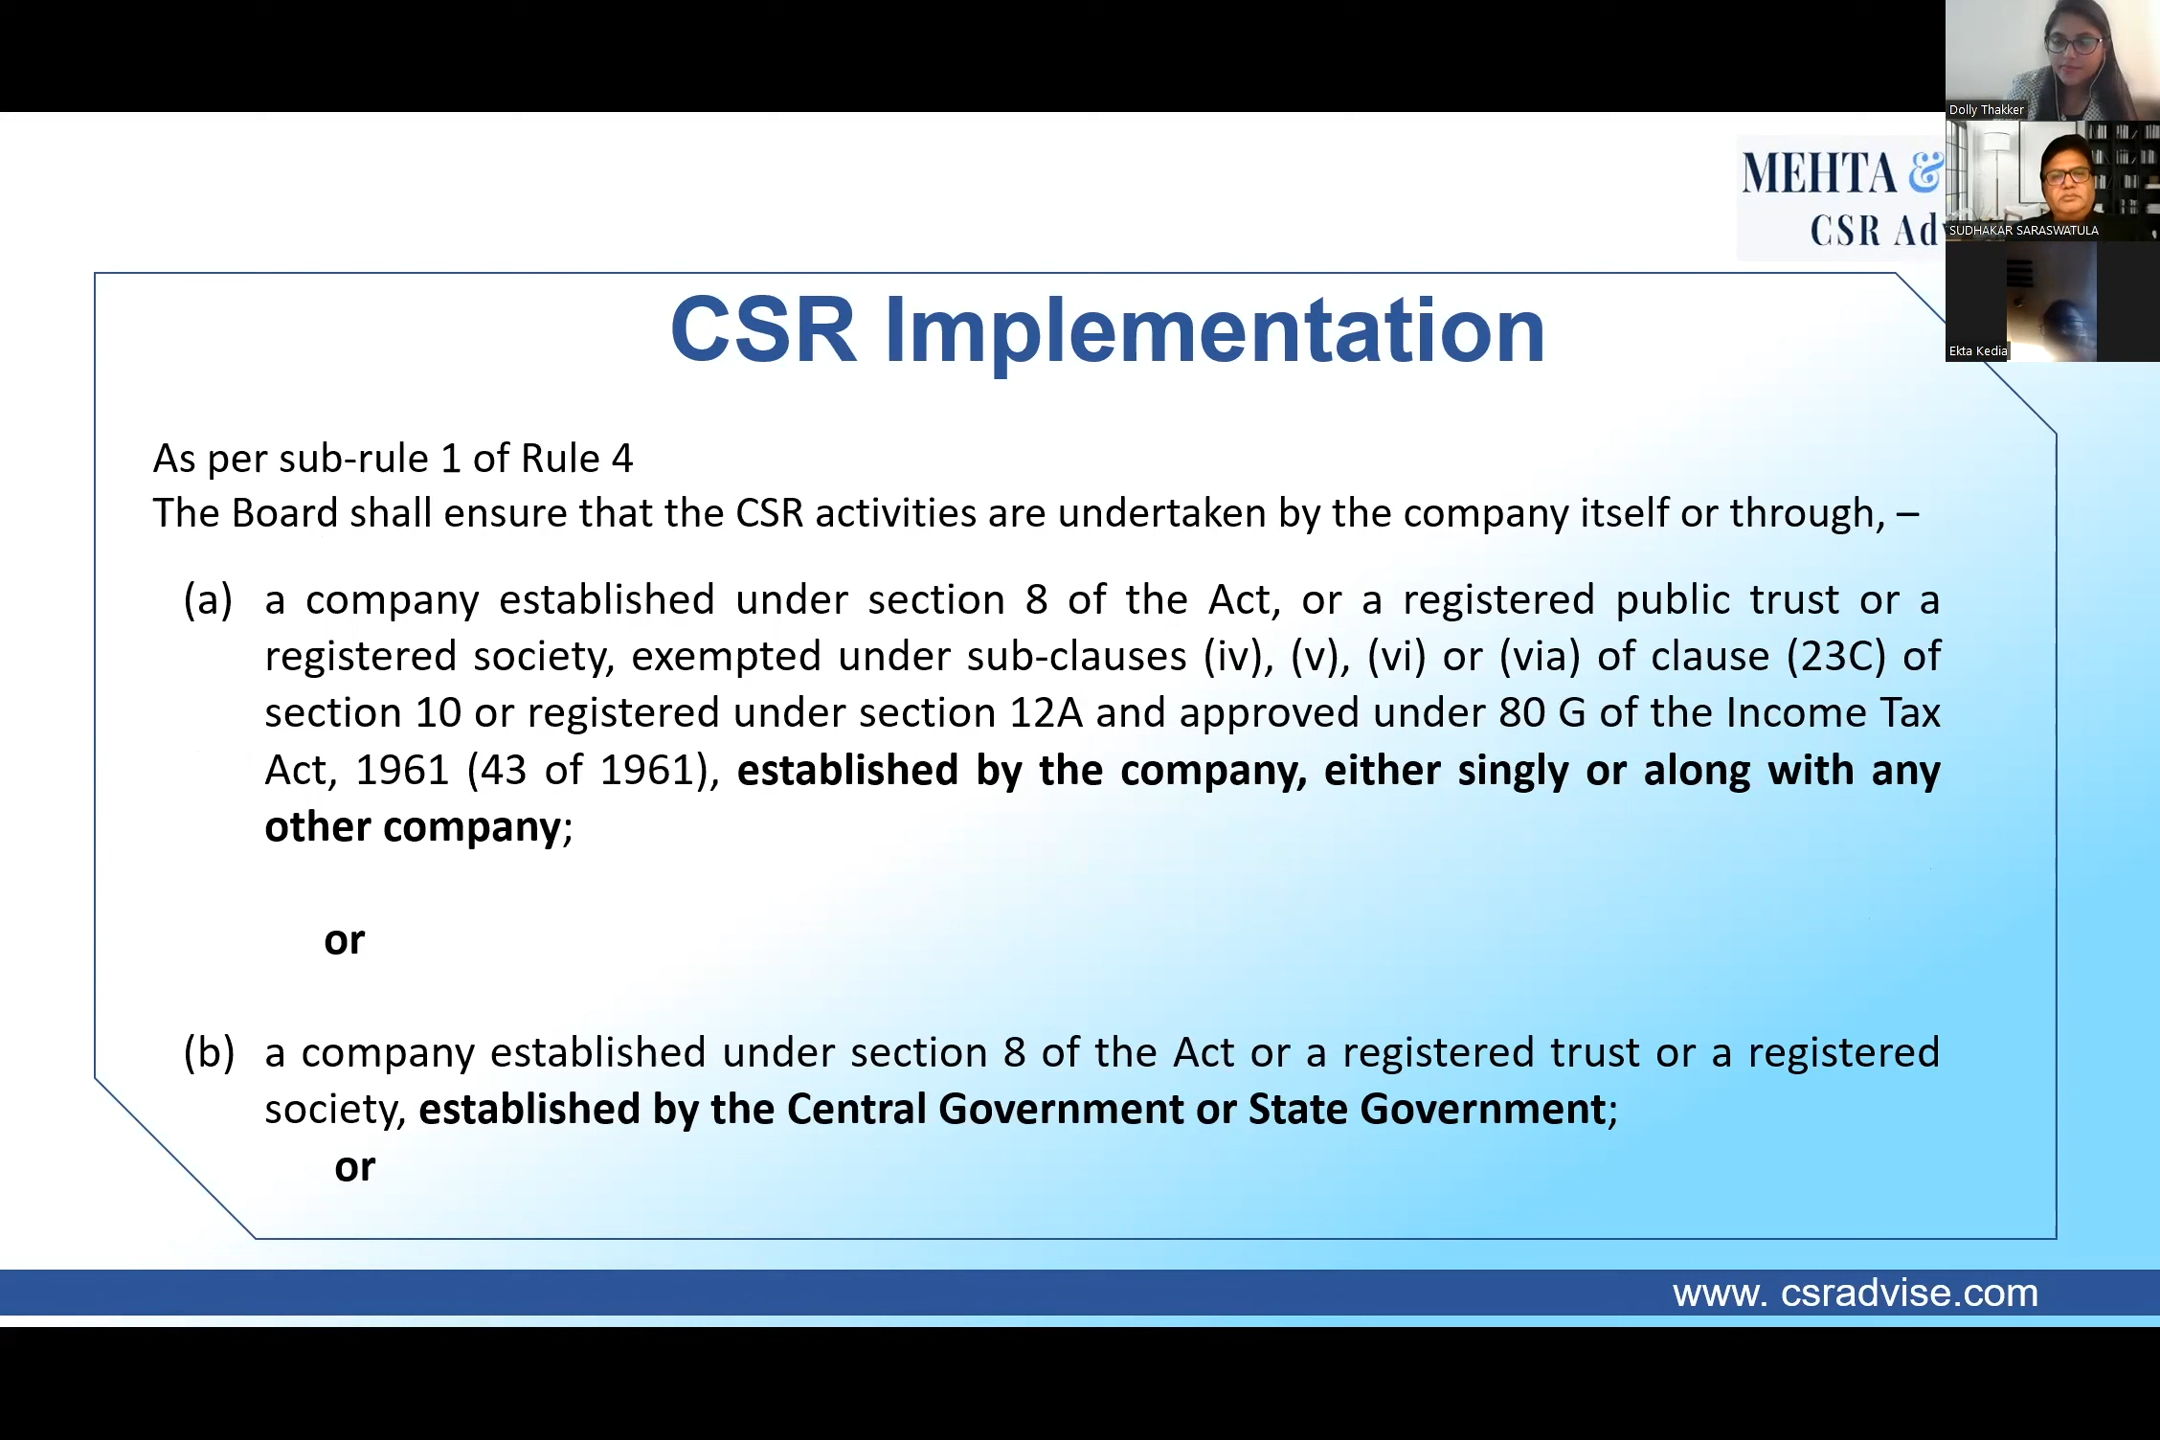 Dolly Thakker
MEHTA &
CSR Adv
SUDHAKAR SARASWATULA
Ekta Kedia
CSR Implementation
As per sub-rule 1 of Rule 4
The Board shall ensure that the CSR activities are undertaken by the company itself or through, –
(a) a company established under section 8 of the Act, or a registered public trust or a
registered society, exempted under sub-clauses (iv), (v), (vi) or (via) of clause (23C) of
section 10 or registered under section 12A and approved under 80 G of the Income Tax
Act, 1961 (43 of 1961), established by the company, either singly or along with any
other company;
or
(b) a company established under section 8 of the Act or a registered trust or a registered
society, established by the Central Government or State Government;
or
www. csradvise.com